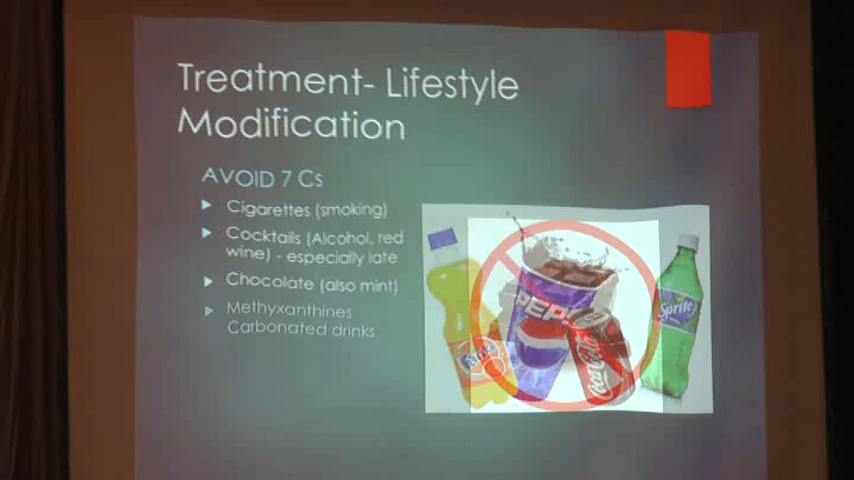 Treatment- Lifestyle
Modification
AVOID 7 Cs
Cigarettes (smoking)
Cocktails (Alcohol, red
wine) - especially late
Chocolate (also mint)
Methyxanthines
Carbonated drinks
PEPSI
Sprite
Fanta
Coca-Cola